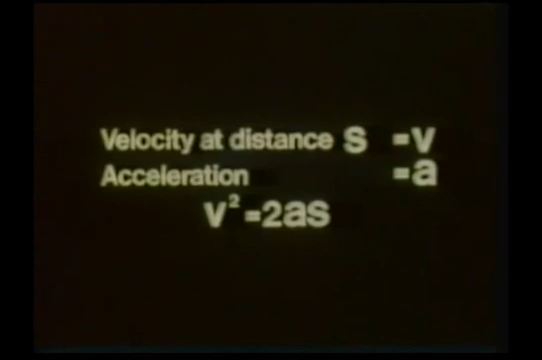 Velocity at distance s =v
Acceleration =a
v²=2as